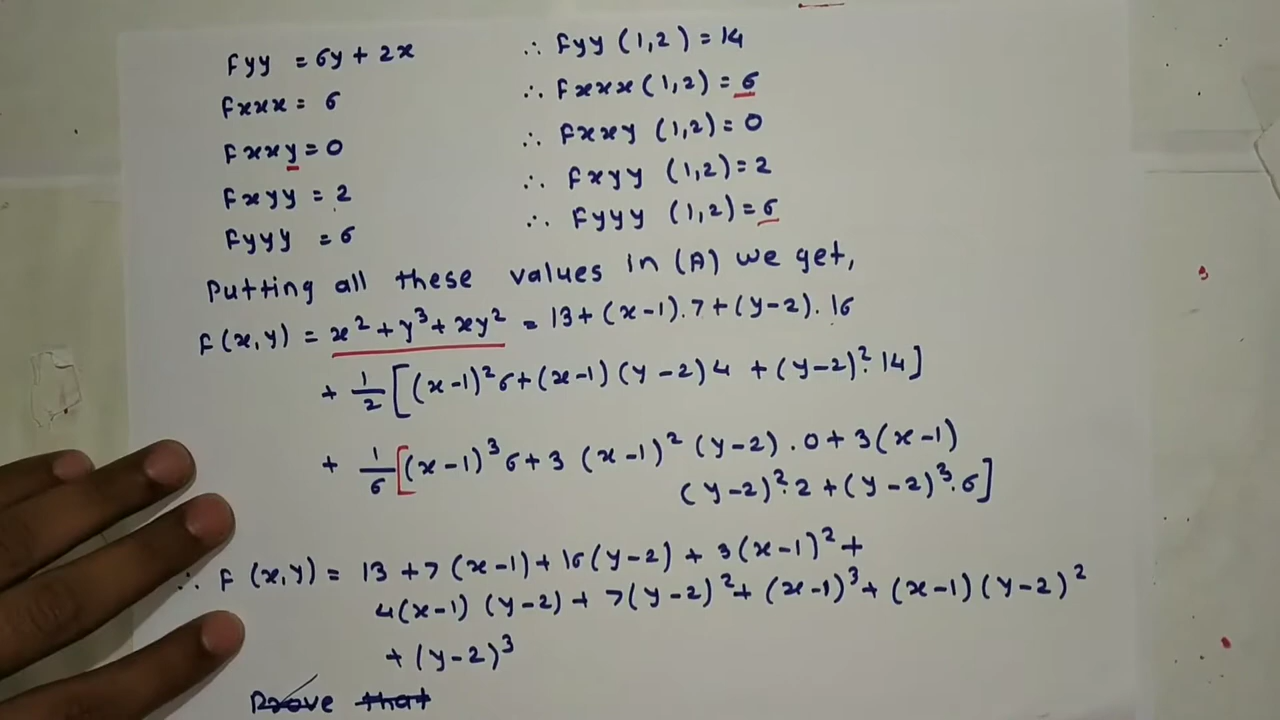 Fyy = 6y + 2x ∴ Fyy (1,2) = 14
Fxxx = 6 ∴ Fxxx (1,2) = 6
Fxxy = 0 ∴ Fxxy (1,2) = 0
Fxyy = 2 ∴ Fxyy (1,2) = 2
Fyyy = 6 ∴ Fyyy (1,2) = 6
Putting all these values in (A) we get,
F(x,y) = x² + y³ + xy² = 13 + (x-1).7 + (y-2).16
+ 1/2 [(x-1)² 6 + (x-1) (y-2) 4 + (y-2)². 14]
+ 1/6 [(x-1)³ 6 + 3 (x-1)² (y-2) . 0 + 3 (x-1)
(y-2)². 2 + (y-2)³. 6]
∴ F (x,y) = 13 + 7 (x-1) + 16 (y-2) + 3 (x-1)² +
4(x-1) (y-2) + 7(y-2)² + (x-1)³ + (x-1) (y-2)²
+ (y-2)³
Prove that